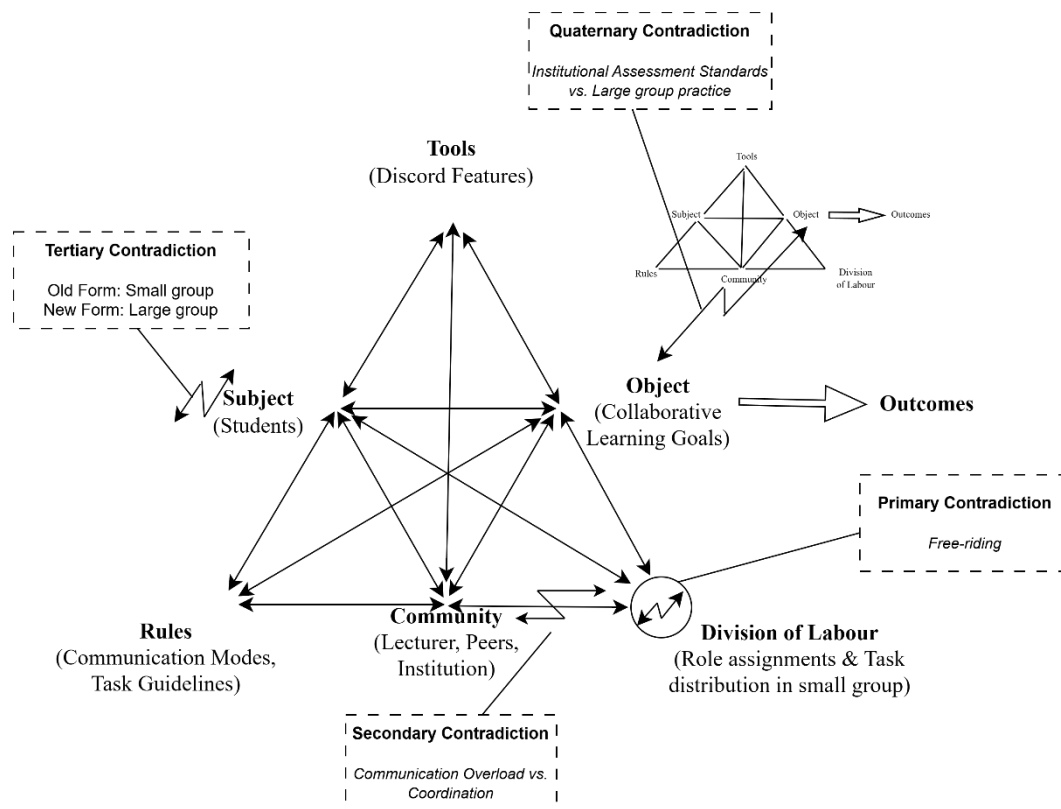 Quaternary Contradiction
Institutional Assessment Standards
vs. Large group practice
Tools
(Discord Features)
Tools
Subject
Object
Outcomes
Rules
Community
Division
of Labour
Tertiary Contradiction
Old Form: Small group
New Form: Large group
Subject
(Students)
Object
(Collaborative
Learning Goals)
Outcomes
Primary Contradiction
Free-riding
Rules
(Communication Modes,
Task Guidelines)
Community
(Lecturer, Peers,
Institution)
Division of Labour
(Role assignments & Task
distribution in small group)
Secondary Contradiction
Communication Overload vs.
Coordination